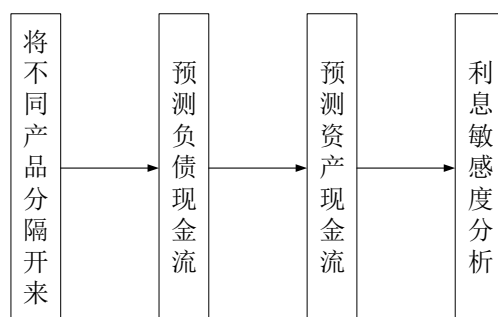 将不同产品分隔开来
预测负债现金流
预测资产现金流
利息敏感度分析